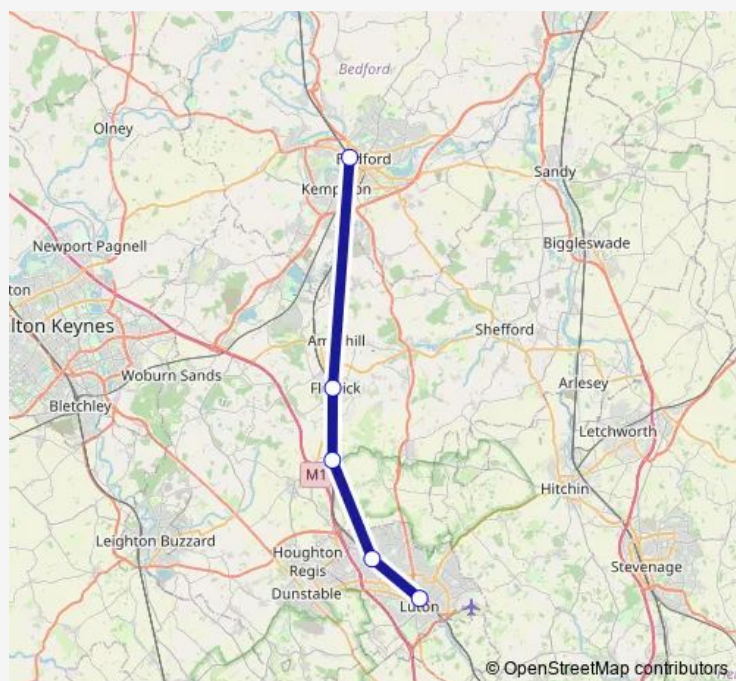 Bedford
Olney
Sandy
Newport Pagnell
Biggleswade
lton Keynes
Shefford
Woburn Sands
Arlesey
Bletchley
Letchworth
M1
Hitchin
Leighton Buzzard
Houghton
Regis
Stevenage
Dunstable
Luton
© OpenStreetMap contributors